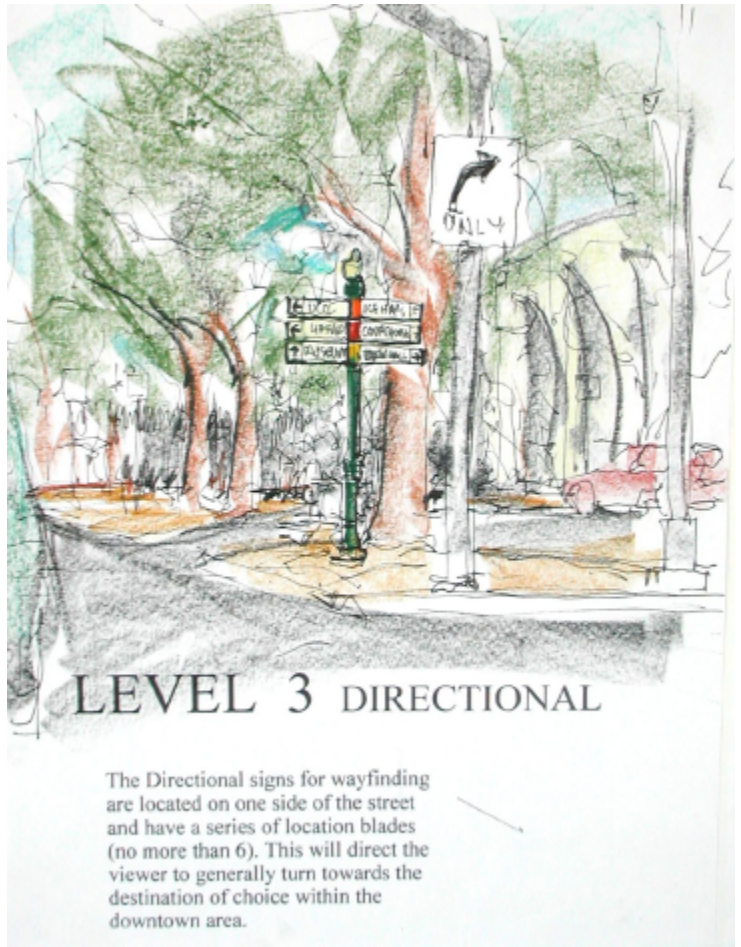 ONLY
LEVEL 3 DIRECTIONAL
The Directional signs for wayfinding
are located on one side of the street
and have a series of location blades
(no more than 6). This will direct the
viewer to generally turn towards the
destination of choice within the
downtown area.